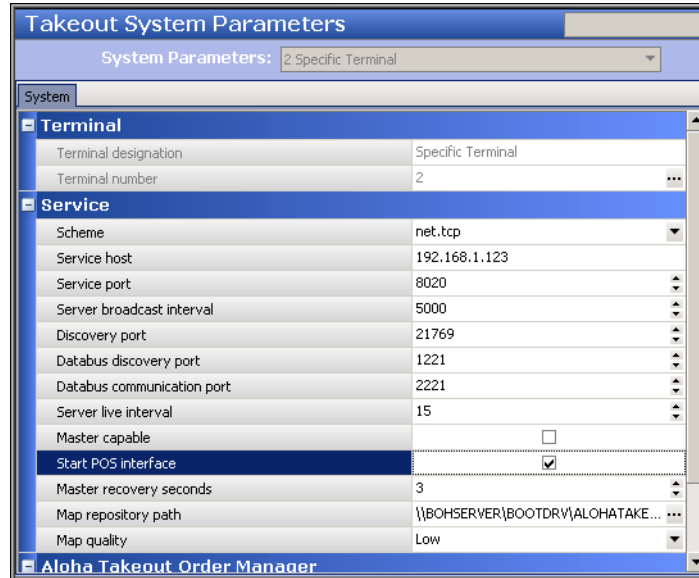 Takeout System Parameters
System Parameters: 2 Specific Terminal
System
Terminal
Terminal designation Specific Terminal
Terminal number 2 ...
Service
Scheme net.tcp
Service host 192.168.1.123
Service port 8020
Server broadcast interval 5000
Discovery port 21769
Databus discovery port 1221
Databus communication port 2221
Server live interval 15
Master capable
Start POS interface
Master recovery seconds 3
Map repository path \\BOHSERVER\BOOTDRV\ALOHATAKE... ...
Map quality Low
Aloha Takeout Order Manager